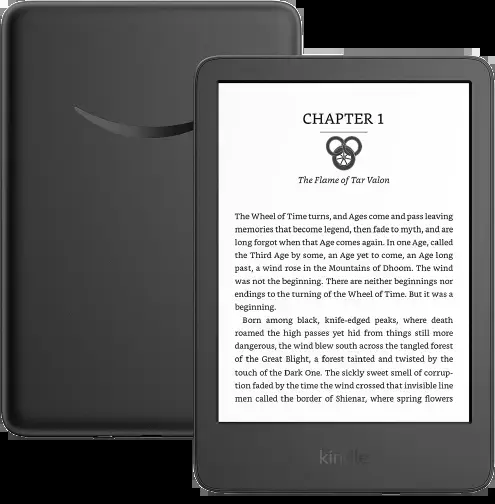 CHAPTER 1
The Flame of Tar Valon
The Wheel of Time turns, and Ages come and pass leaving
memories that become legend, then fade to myth, and are
long forgot when that Age comes again. In one Age, called
the Third Age by some, an Age yet to come, an Age long
past, a wind rose in the Mountains of Dhoom. The wind
was not the beginning. There are neither beginnings nor
endings to the turning of the Wheel of Time. But it was a
beginning.
Born among black, knife-edged peaks, where death
roamed the high passes yet hid from things still more
dangerous, the wind blew south across the tangled forest
of the Great Blight, a forest tainted and twisted by the
touch of the Dark One. The sickly sweet smell of corrup-
tion faded by the time the wind crossed that invisible line
men called the border of Shienar, where spring flowers
kindle